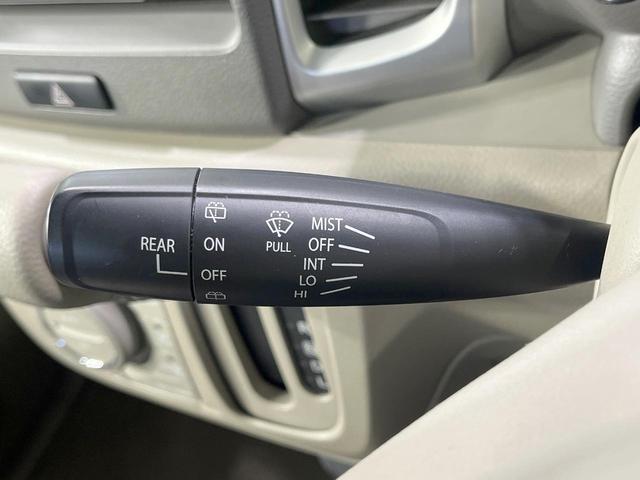 REAR
ON
OFF
PULL
MIST
OFF
INT
LO
HI